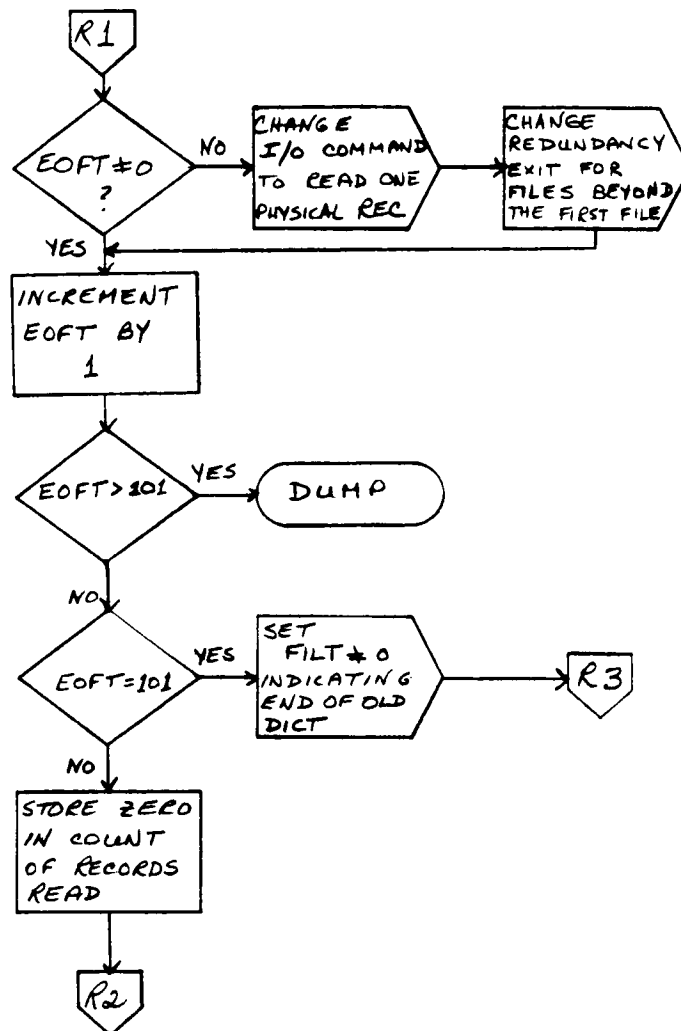 R1
EOFT ≠ 0
?
NO
YES
CHANGE
I/O COMMAND
TO READ ONE
PHYSICAL REC
CHANGE
REDUNDANCY
EXIT FOR
FILES BEYOND
THE FIRST FILE
INCREMENT
EOFT BY
1
EOFT > 101
YES
DUMP
NO
EOFT = 101
YES
SET
FILT ≠ 0
INDICATING
END OF OLD
DICT
R3
NO
STORE ZERO
IN COUNT
OF RECORDS
READ
R2